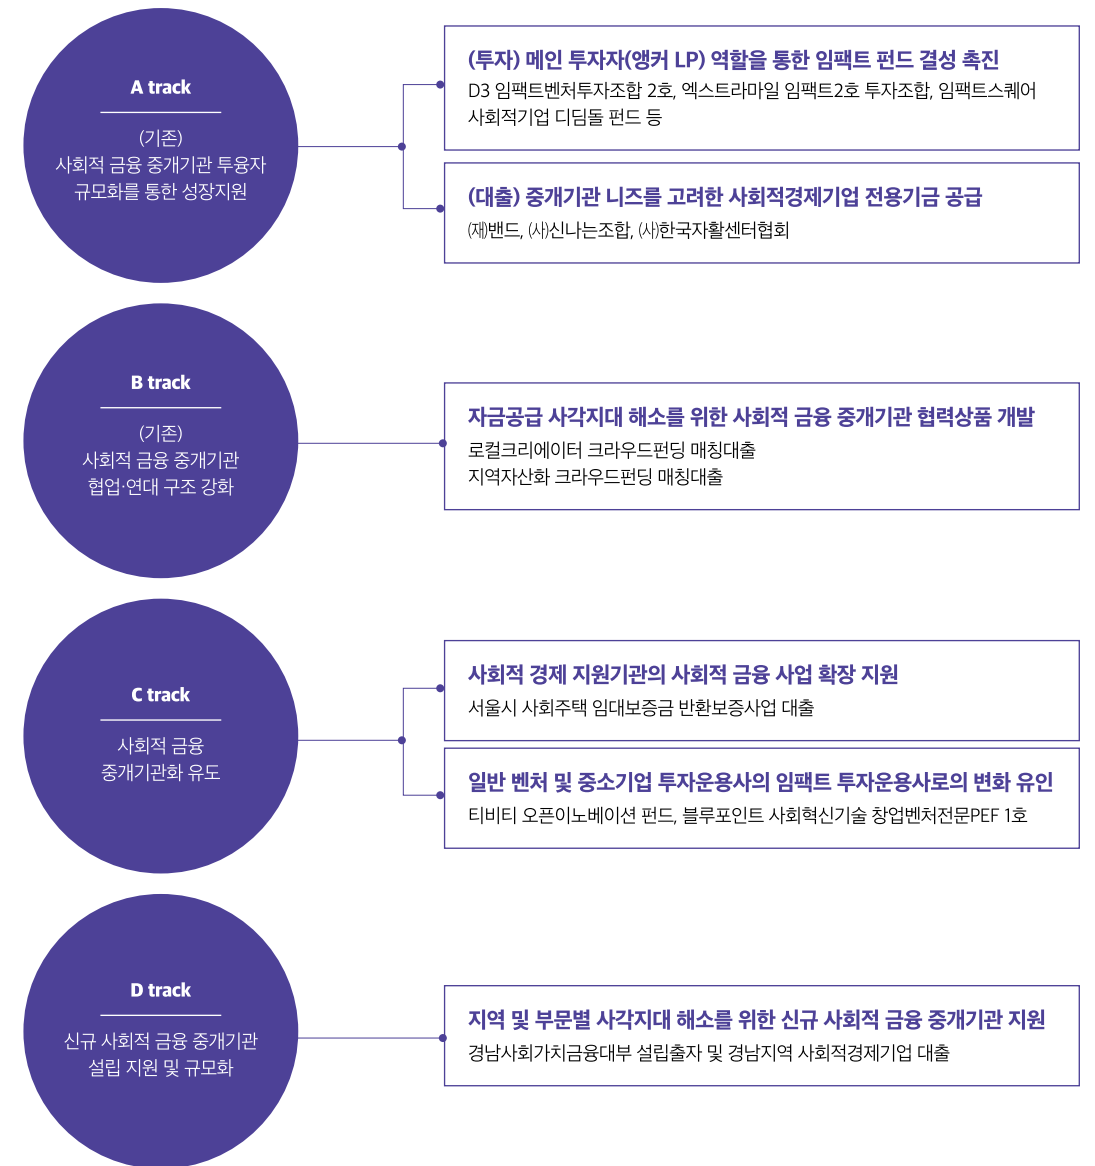 A track
(기존)
사회적 금융 중개기관 투융자
규모화를 통한 성장지원
(투자) 메인 투자자(앵커 LP) 역할을 통한 임팩트 펀드 결성 촉진
D3 임팩트벤처투자조합 2호, 엑스트라마일 임팩트2호 투자조합, 임팩트스퀘어
사회적기업 디딤돌 펀드 등
(대출) 중개기관 니즈를 고려한 사회적경제기업 전용기금 공급
㈶밴드, ㈔신나는조합, ㈔한국자활센터협회
B track
(기존)
사회적 금융 중개기관
협업·연대 구조 강화
자금공급 사각지대 해소를 위한 사회적 금융 중개기관 협력상품 개발
로컬크리에이터 크라우드펀딩 매칭대출
지역자산화 크라우드펀딩 매칭대출
C track
사회적 금융
중개기관화 유도
사회적 경제 지원기관의 사회적 금융 사업 확장 지원
서울시 사회주택 임대보증금 반환보증사업 대출
일반 벤처 및 중소기업 투자운용사의 임팩트 투자운용사로의 변화 유인
티비티 오픈이노베이션 펀드, 블루포인트 사회혁신기술 창업벤처전문PEF 1호
D track
신규 사회적 금융 중개기관
설립 지원 및 규모화
지역 및 부문별 사각지대 해소를 위한 신규 사회적 금융 중개기관 지원
경남사회가치금융대부 설립출자 및 경남지역 사회적경제기업 대출